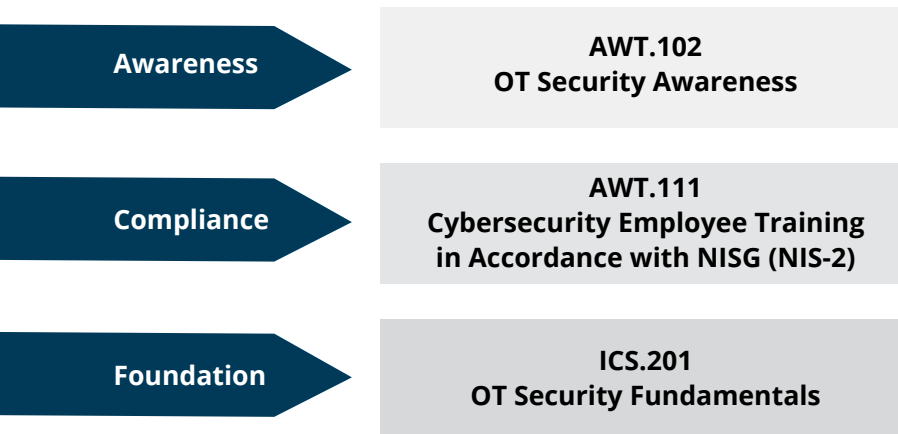 Awareness
AWT.102
OT Security Awareness
Compliance
AWT.111
Cybersecurity Employee Training
in Accordance with NISG (NIS-2)
Foundation
ICS.201
OT Security Fundamentals